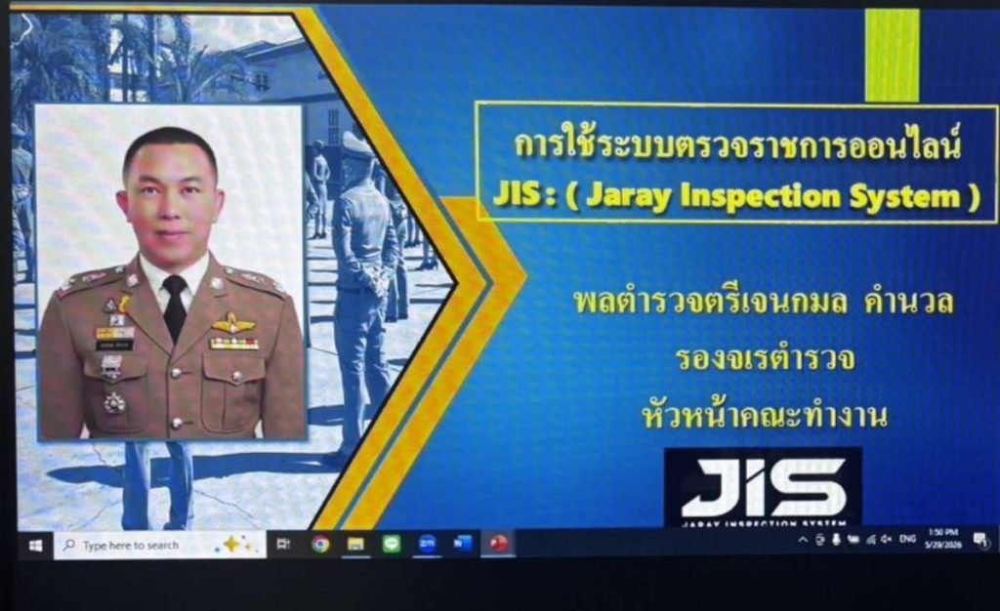 การใช้ระบบตรวจราชการออนไลน์
JIS : ( Jaray Inspection System )
พลตำรวจตรีเจนกมล คำนวล
รองจเรตำรวจ
หัวหน้าคณะทำงาน
JIS
JARAY INSPECTION SYSTEM
Type here to search
zm
W
P
ENG
1:50 PM
5/29/2026